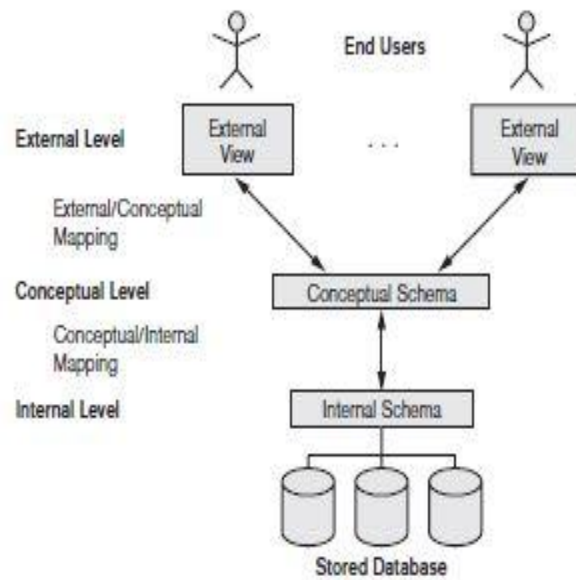 End Users
External Level
External
View
. . .
External
View
External/Conceptual
Mapping
Conceptual Level
Conceptual Schema
Conceptual/Internal
Mapping
Internal Level
Internal Schema
Stored Database